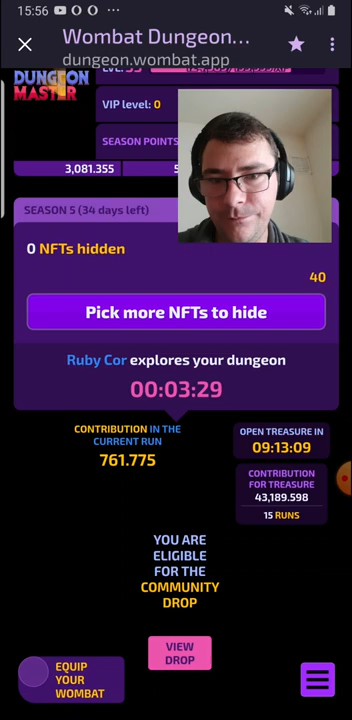 15:56
Wombat Dungeon...
dungeon.wombat.app
DUNGEON
MASTER
VIP level: 0
SEASON POINTS
3,081.355
SEASON 5 (34 days left)
0 NFTs hidden
40
Pick more NFTs to hide
Ruby Cor explores your dungeon
00:03:29
CONTRIBUTION IN THE
CURRENT RUN
761.775
OPEN TREASURE IN
09:13:09
CONTRIBUTION
FOR TREASURE
43,189.598
15 RUNS
YOU ARE
ELIGIBLE
FOR THE
COMMUNITY
DROP
VIEW
DROP
EQUIP
YOUR
WOMBAT